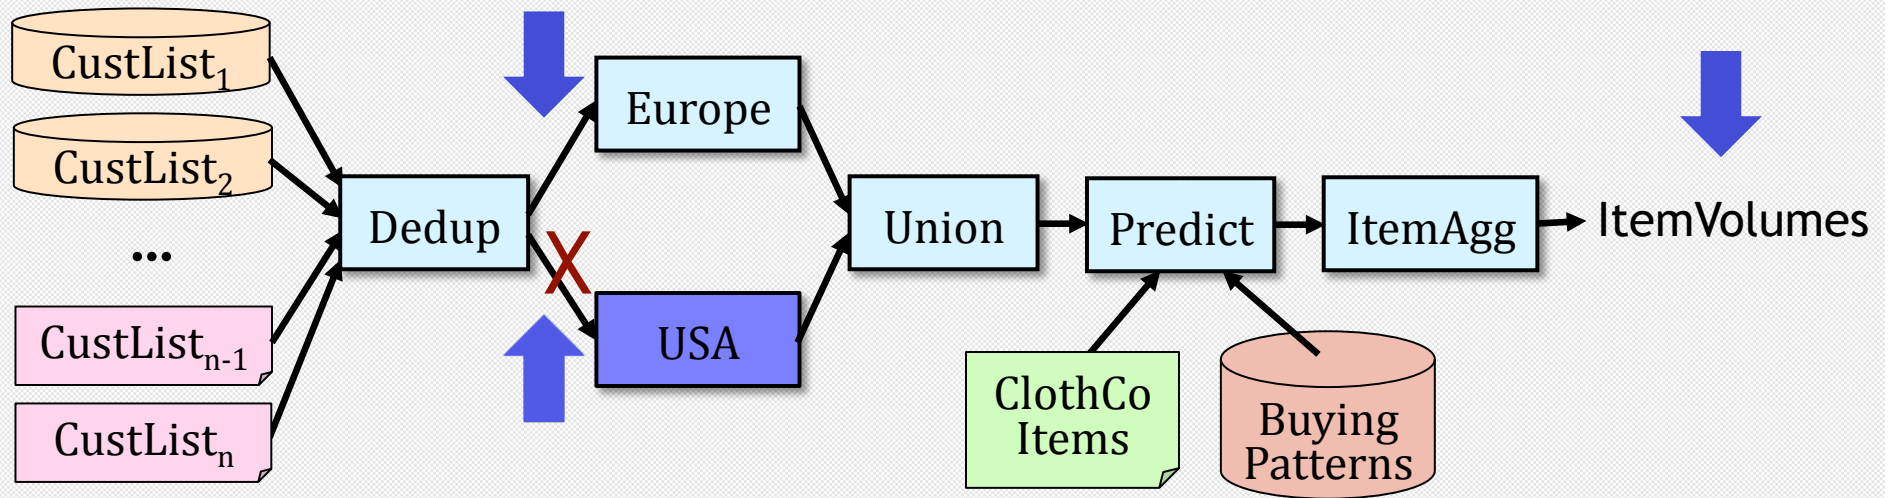 CustList1
CustList2
...
CustListn-1
CustListn
Dedup
X
Europe
USA
Union
Predict
ItemAgg
ItemVolumes
ClothCo
Items
Buying
Patterns